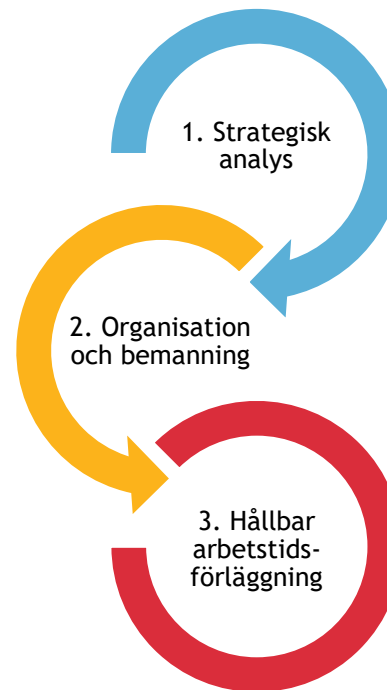 1. Strategisk
analys
2. Organisation
och bemanning
3. Hållbar
arbetstids-
förläggning